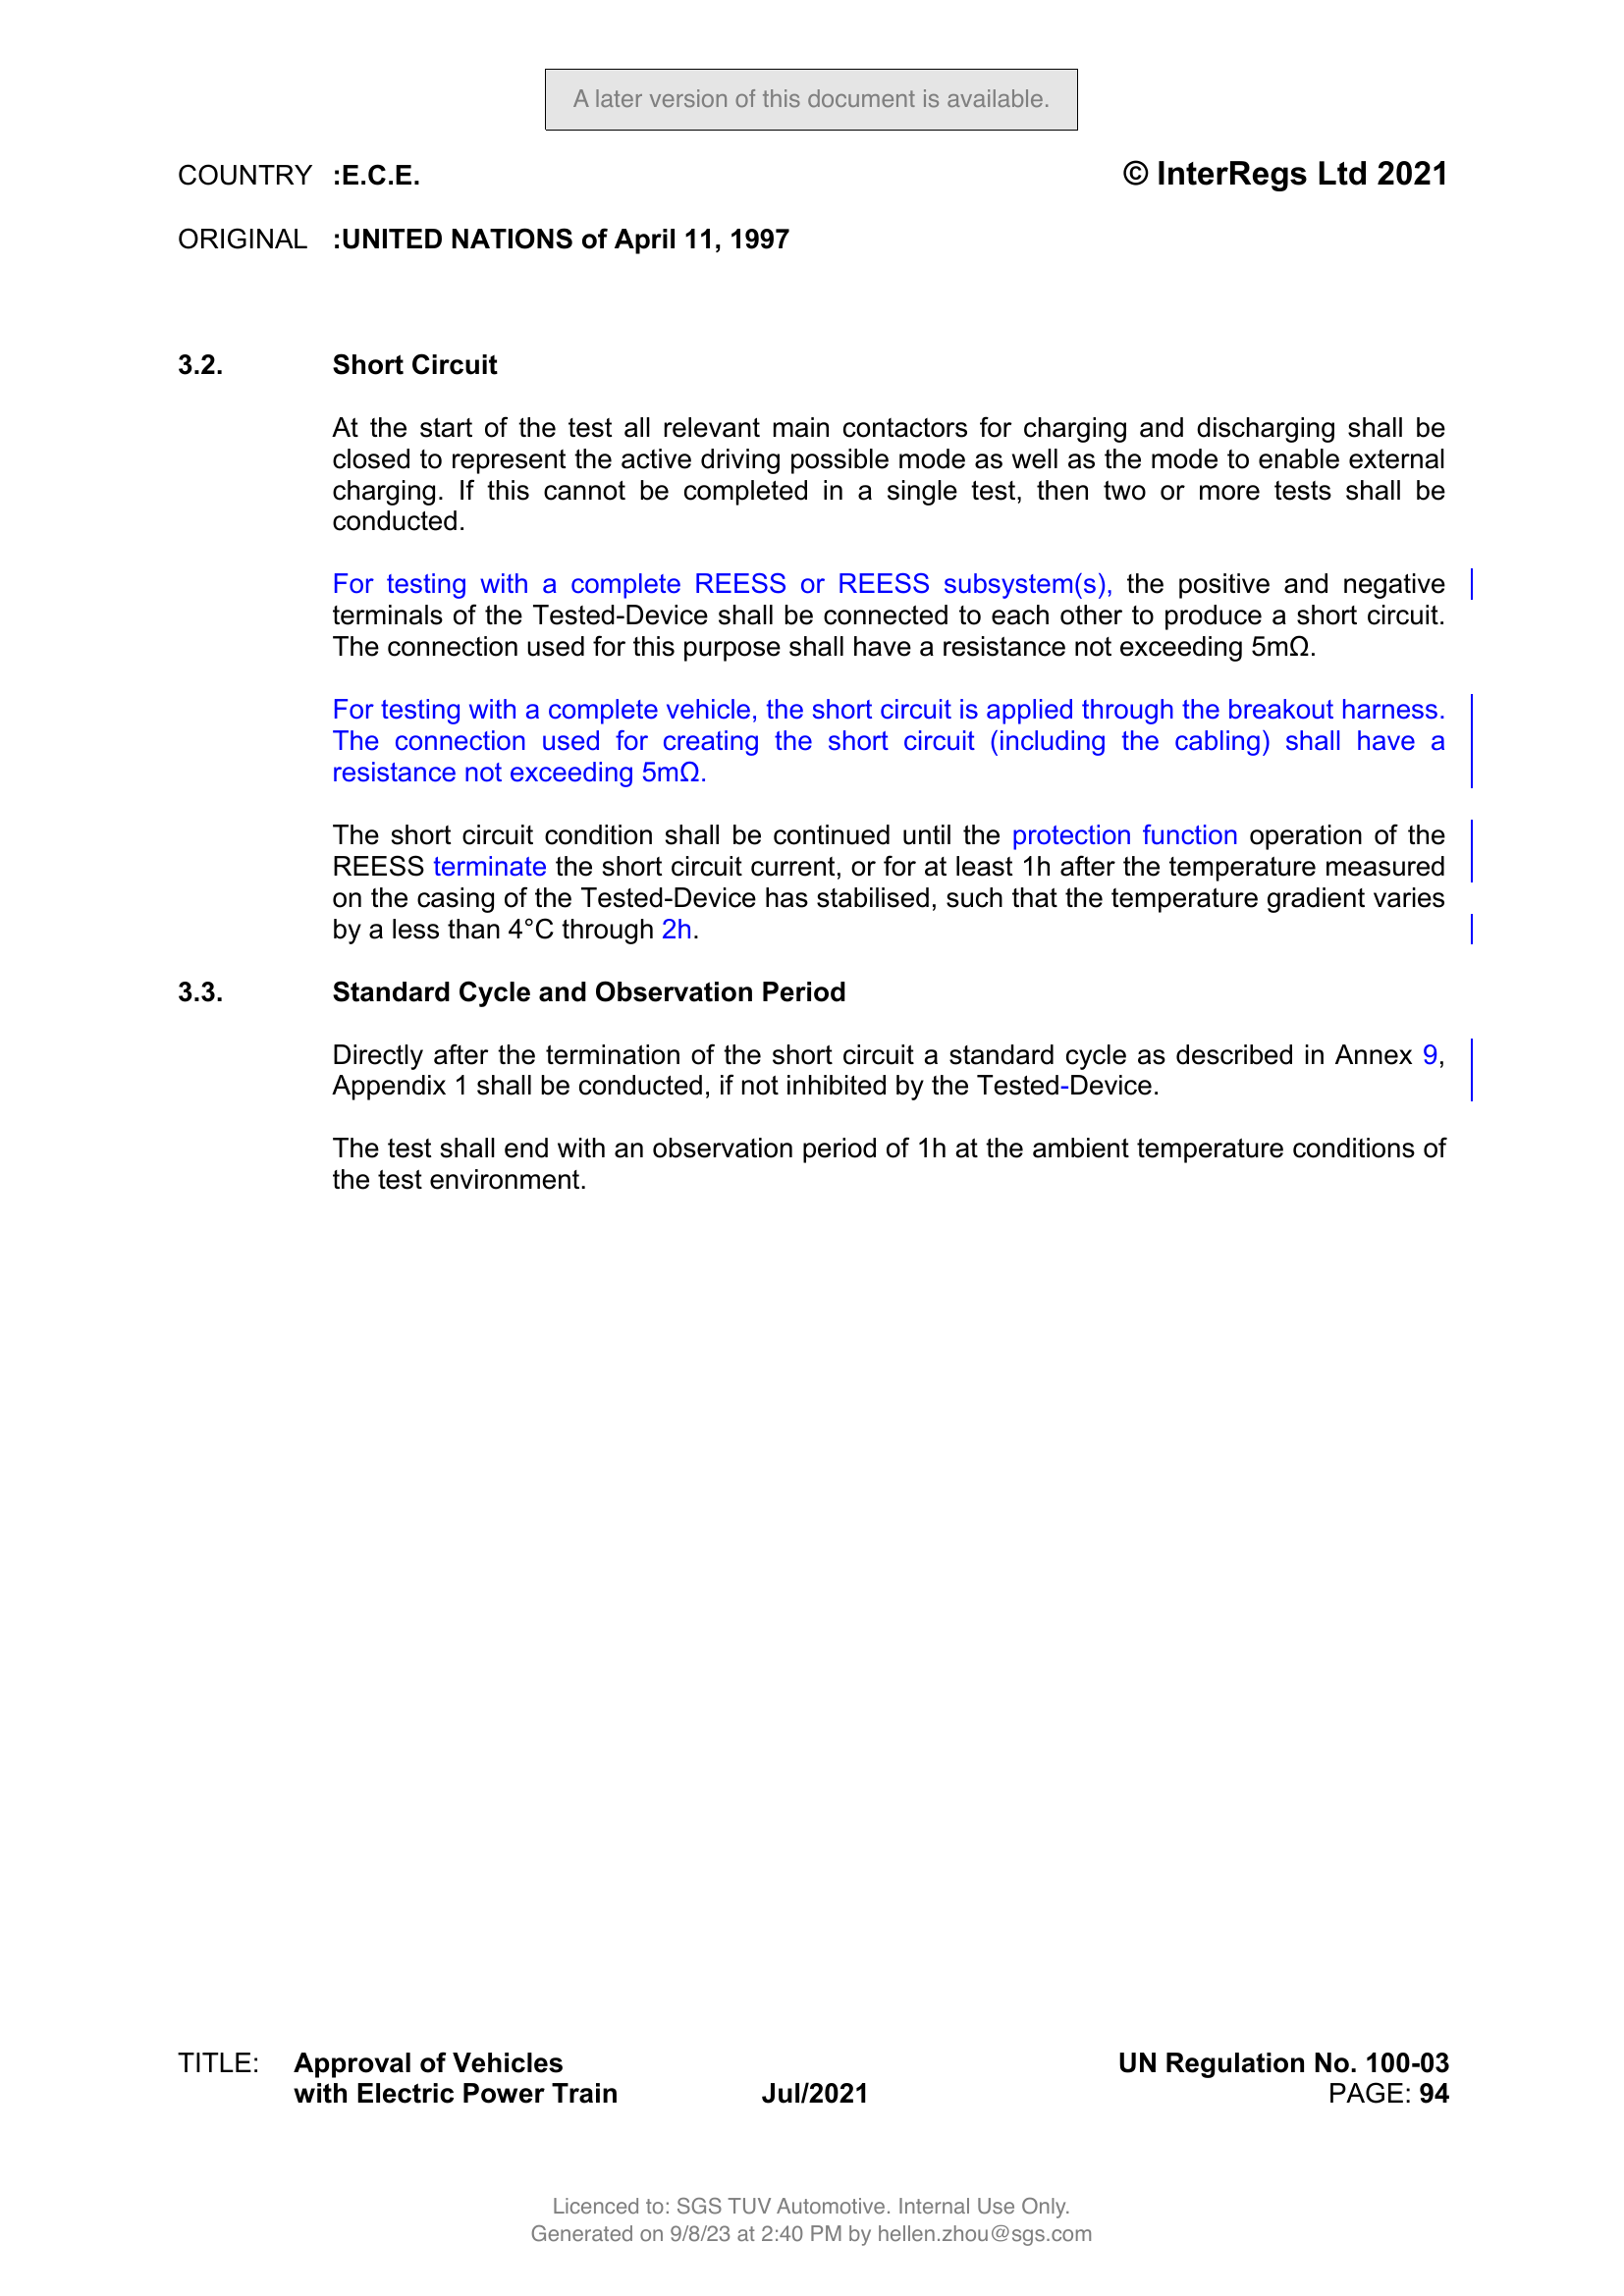 A later version of this document is available.
COUNTRY :E.C.E. © InterRegs Ltd 2021
ORIGINAL :UNITED NATIONS of April 11, 1997
3.2. Short Circuit
At the start of the test all relevant main contactors for charging and discharging shall be
closed to represent the active driving possible mode as well as the mode to enable external
charging. If this cannot be completed in a single test, then two or more tests shall be
conducted.
For testing with a complete REESS or REESS subsystem(s), the positive and negative
terminals of the Tested-Device shall be connected to each other to produce a short circuit.
The connection used for this purpose shall have a resistance not exceeding 5mΩ.
For testing with a complete vehicle, the short circuit is applied through the breakout harness.
The connection used for creating the short circuit (including the cabling) shall have a
resistance not exceeding 5mΩ.
The short circuit condition shall be continued until the protection function operation of the
REESS terminate the short circuit current, or for at least 1h after the temperature measured
on the casing of the Tested-Device has stabilised, such that the temperature gradient varies
by a less than 4°C through 2h.
3.3. Standard Cycle and Observation Period
Directly after the termination of the short circuit a standard cycle as described in Annex 9,
Appendix 1 shall be conducted, if not inhibited by the Tested-Device.
The test shall end with an observation period of 1h at the ambient temperature conditions of
the test environment.
TITLE: Approval of Vehicles UN Regulation No. 100-03
with Electric Power Train Jul/2021 PAGE: 94
Licenced to: SGS TUV Automotive. Internal Use Only.
Generated on 9/8/23 at 2:40 PM by hellen.zhou@sgs.com